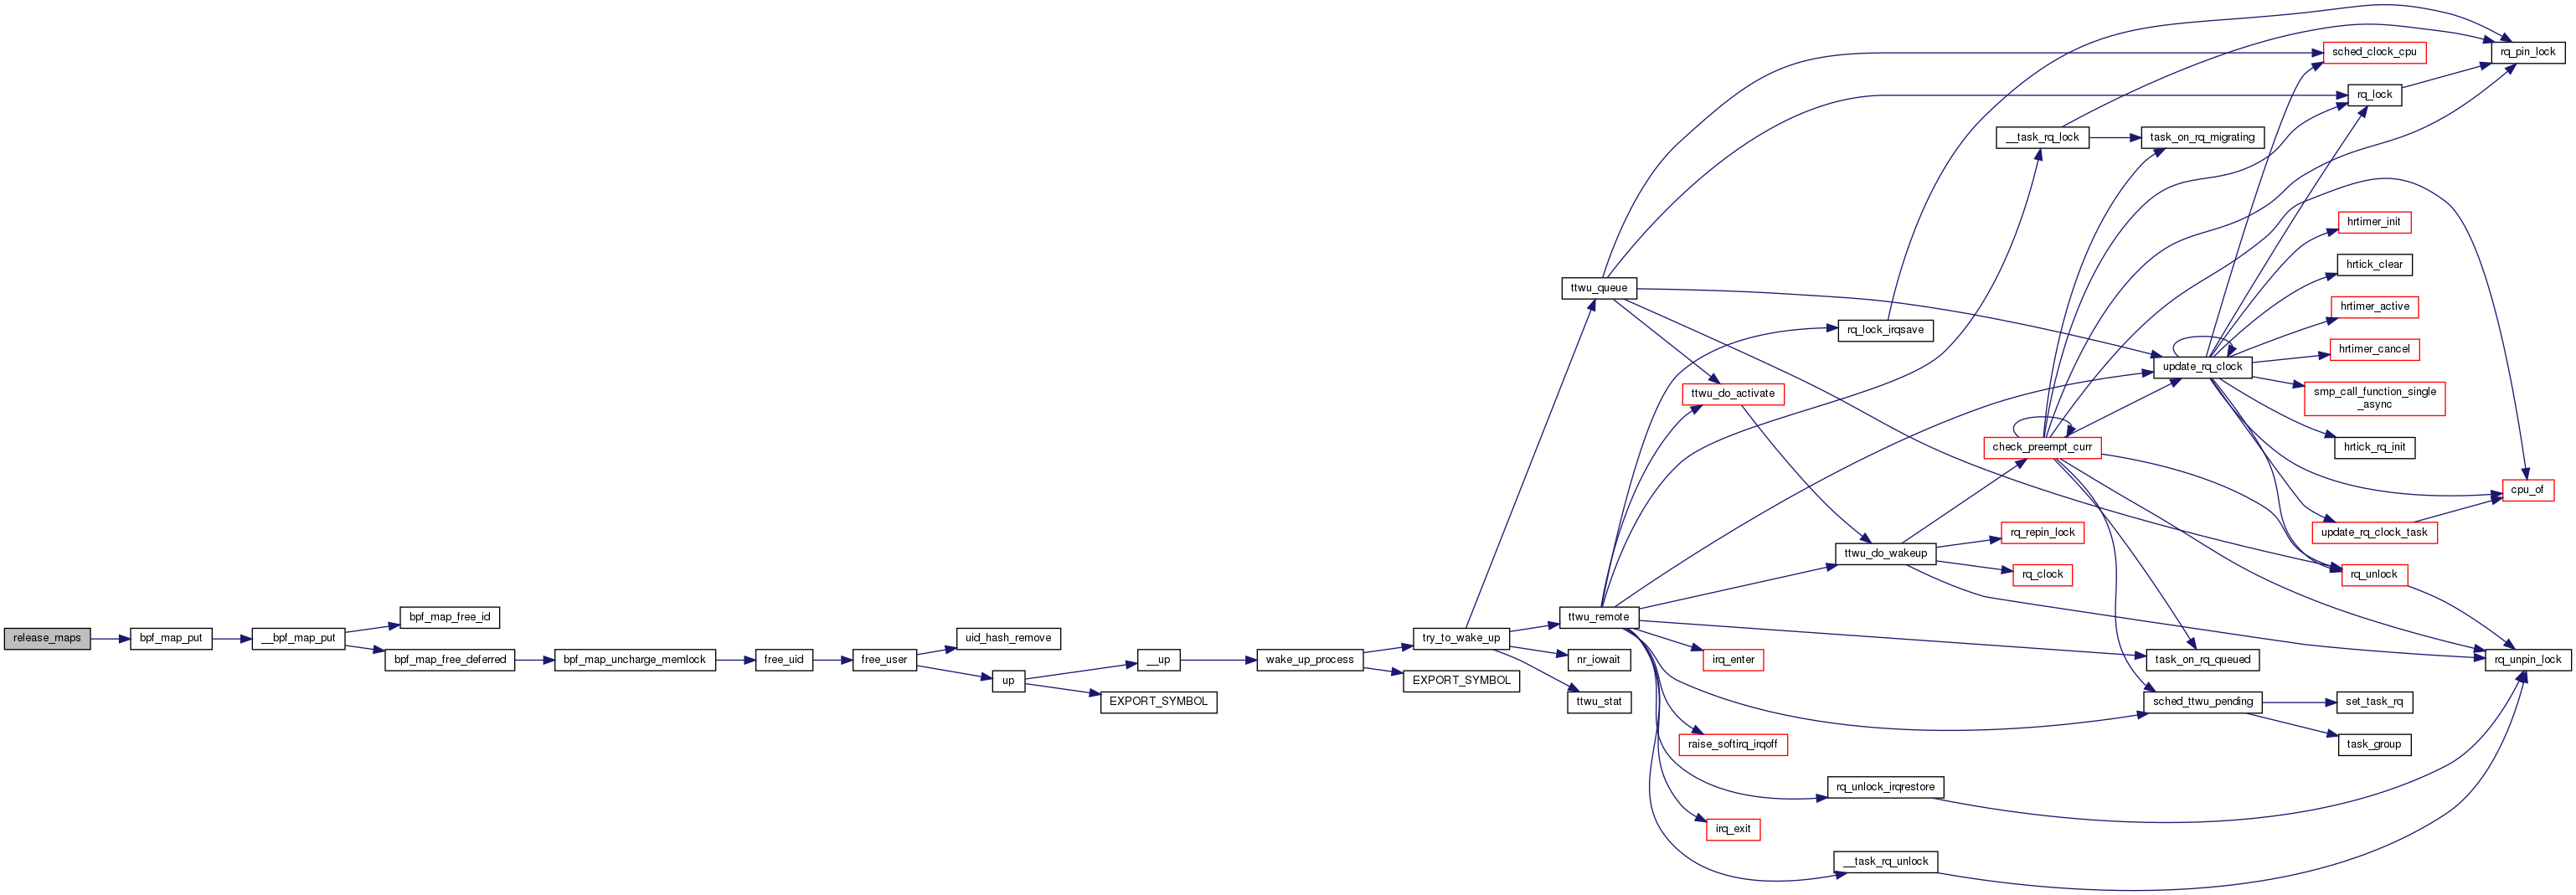 release_maps
bpf_map_put
__bpf_map_put
bpf_map_free_id
bpf_map_free_deferred
bpf_map_uncharge_memlock
free_uid
free_user
uid_hash_remove
up
__up
EXPORT_SYMBOL
wake_up_process
try_to_wake_up
EXPORT_SYMBOL
ttwu_queue
ttwu_remote
nr_iowait
ttwu_stat
ttwu_do_activate
irq_enter
raise_softirq_irqoff
irq_exit
rq_lock_irqsave
ttwu_do_wakeup
rq_unlock_irqrestore
__task_rq_unlock
__task_rq_lock
check_preempt_curr
rq_repin_lock
rq_clock
task_on_rq_migrating
update_rq_clock
task_on_rq_queued
sched_ttwu_pending
sched_clock_cpu
rq_lock
hrtimer_init
hrtick_clear
hrtimer_active
hrtimer_cancel
smp_call_function_single
_async
hrtick_rq_init
update_rq_clock_task
rq_unlock
set_task_rq
task_group
rq_pin_lock
cpu_of
rq_unpin_lock